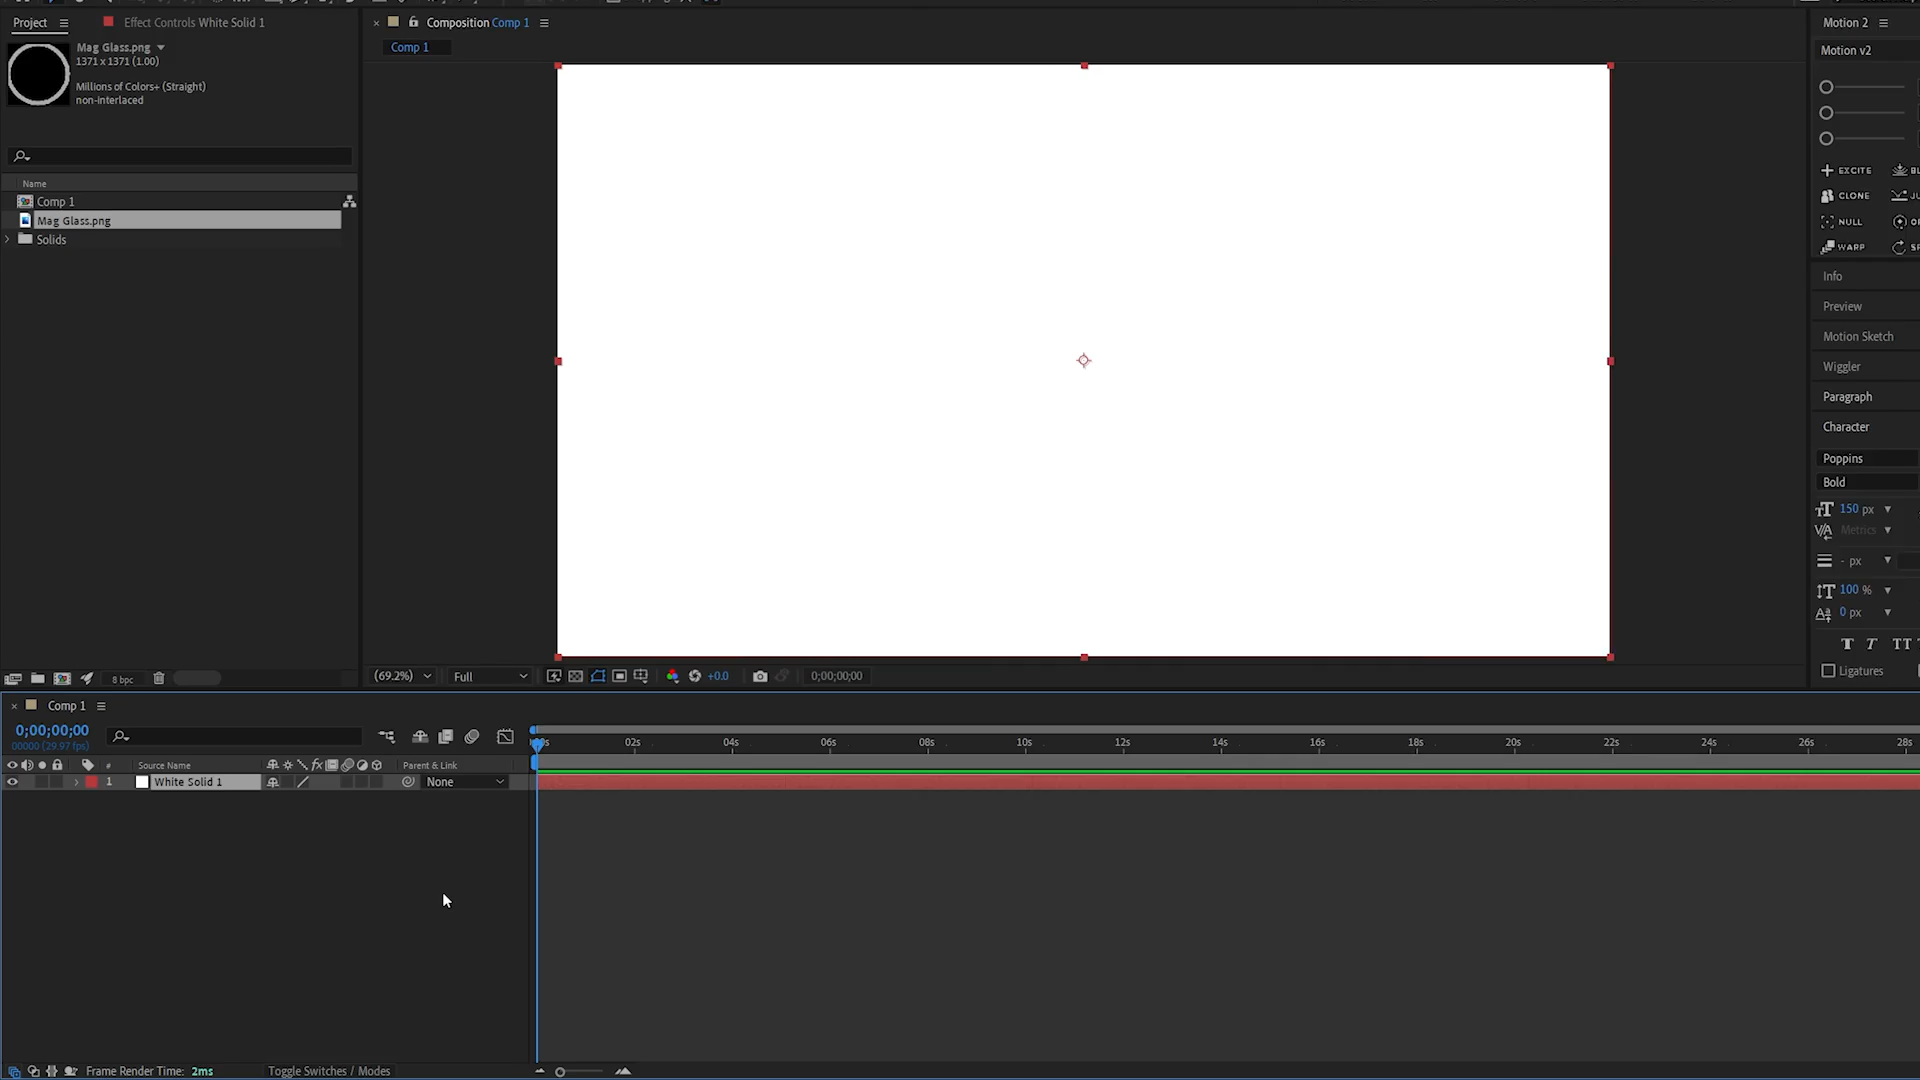 Project
Effect Controls White Solid 1
Mag Glass.png
1371 x 1371 (1.00)
Millions of Colors+ (Straight)
non-interlaced
Name
Comp 1
Mag Glass.png
Solids
8 bpc
Composition Comp 1
Comp 1
(69.2%)
Full
+0.0
0;00;00;00
Motion 2
Motion v2
EXCITE
CLONE
NULL
WARP
Info
Preview
Motion Sketch
Wiggler
Paragraph
Character
Poppins
Bold
150 px
Metrics
- px
100 %
0 px
Ligatures
Comp 1
0;00;00;00
00000 (29.97 fps)
02s 04s 06s 08s 10s 12s 14s 16s 18s 20s 22s 24s 26s 28s
# Source Name Parent & Link
1 White Solid 1 None
Frame Render Time: 2ms
Toggle Switches / Modes